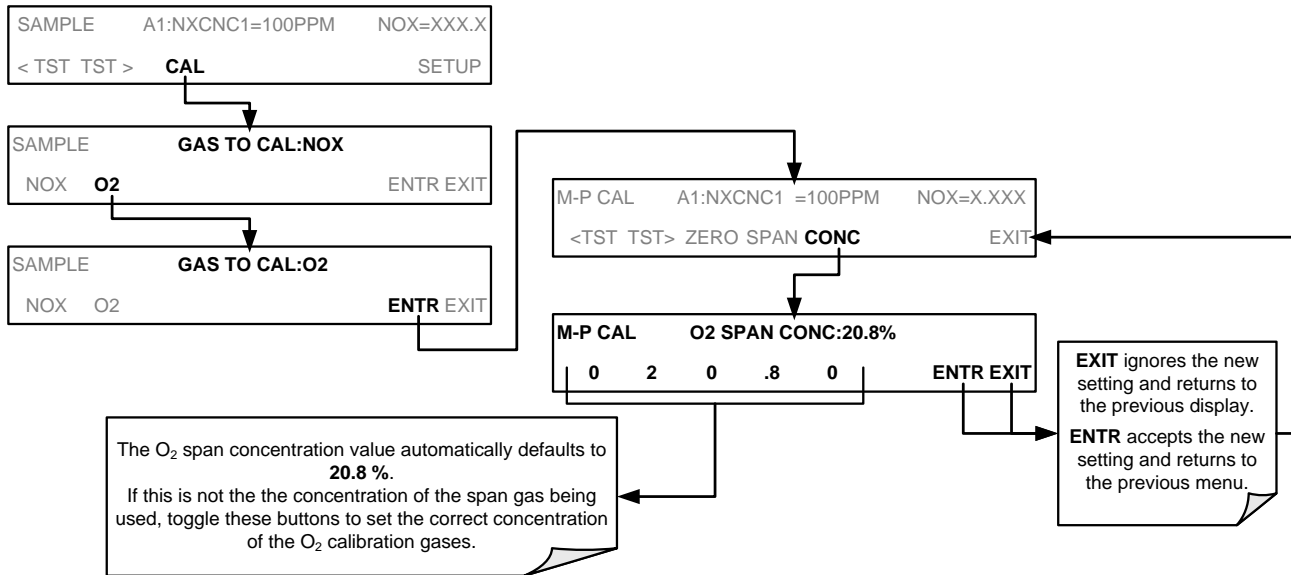 SAMPLE A1:NXCNC1=100PPM NOX=XXX.X
< TST TST > CAL SETUP
SAMPLE GAS TO CAL:NOX
NOX O2 ENTR EXIT
SAMPLE GAS TO CAL:O2
NOX O2 ENTR EXIT
M-P CAL A1:NXCNC1 =100PPM NOX=X.XXX
<TST TST> ZERO SPAN CONC EXIT
M-P CAL O2 SPAN CONC:20.8%
0 2 0 .8 0 ENTR EXIT
The O₂ span concentration value automatically defaults to
20.8 %.
If this is not the the concentration of the span gas being
used, toggle these buttons to set the correct concentration
of the O₂ calibration gases.
EXIT ignores the new
setting and returns to
the previous display.
ENTR accepts the new
setting and returns to
the previous menu.